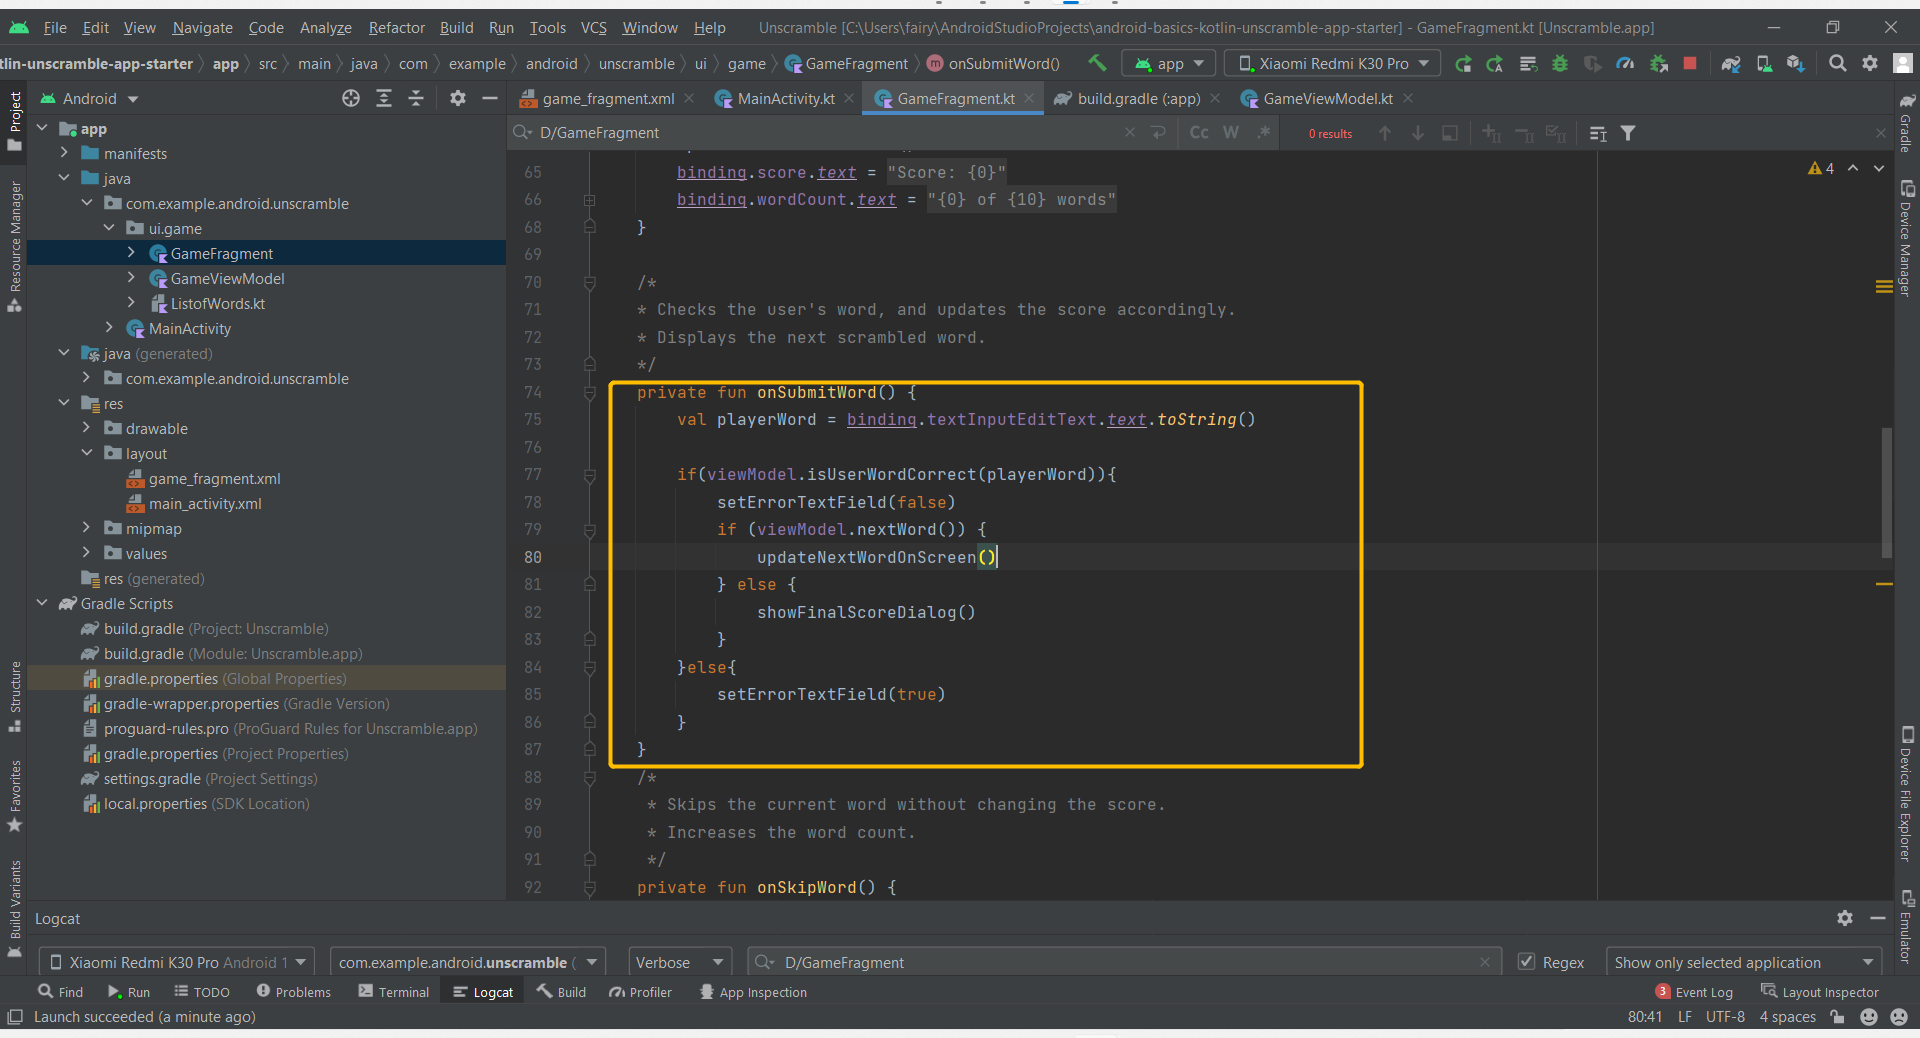 File Edit View Navigate Code Analyze Refactor Build Run Tools VCS Window Help Unscramble [C:\Users\fairy\AndroidStudioProjects\android-basics-kotlin-unscramble-app-starter] - GameFragment.kt [Unscramble.app]
tlin-unscramble-app-starter app src main java com example android unscramble ui game GameFragment onSubmitWord() app Xiaomi Redmi K30 Pro
Project
Android
game_fragment.xml MainActivity.kt GameFragment.kt build.gradle (:app) GameViewModel.kt
D/GameFragment Cc W .* 0 results
app
manifests
java
com.example.android.unscramble
ui.game
GameFragment
GameViewModel
ListofWords.kt
MainActivity
java (generated)
com.example.android.unscramble
res
drawable
layout
game_fragment.xml
main_activity.xml
mipmap
values
res (generated)
Gradle Scripts
build.gradle (Project: Unscramble)
build.gradle (Module: Unscramble.app)
gradle.properties (Global Properties)
gradle-wrapper.properties (Gradle Version)
proguard-rules.pro (ProGuard Rules for Unscramble.app)
gradle.properties (Project Properties)
settings.gradle (Project Settings)
local.properties (SDK Location)
Resource Manager
Structure
Favorites
Build Variants
65 binding.score.text = "Score: {0}"
66 binding.wordCount.text = "{0} of {10} words"
68 }
69
70 /*
71 * Checks the user's word, and updates the score accordingly.
72 * Displays the next scrambled word.
73 */
74 private fun onSubmitWord() {
75 val playerWord = binding.textInputEditText.text.toString()
76
77 if(viewModel.isUserWordCorrect(playerWord)){
78 setErrorTextField(false)
79 if (viewModel.nextWord()) {
80 updateNextWordOnScreen()
81 } else {
82 showFinalScoreDialog()
83 }
84 }else{
85 setErrorTextField(true)
86 }
87 }
88 /*
89 * Skips the current word without changing the score.
90 * Increases the word count.
91 */
92 private fun onSkipWord() {
4
Gradle
Device Manager
Device File Explorer
Emulator
Logcat
Xiaomi Redmi K30 Pro Android 1 com.example.android.unscramble ( Verbose D/GameFragment Regex Show only selected application
Find Run TODO Problems Terminal Logcat Build Profiler App Inspection 3 Event Log Layout Inspector
Launch succeeded (a minute ago) 80:41 LF UTF-8 4 spaces